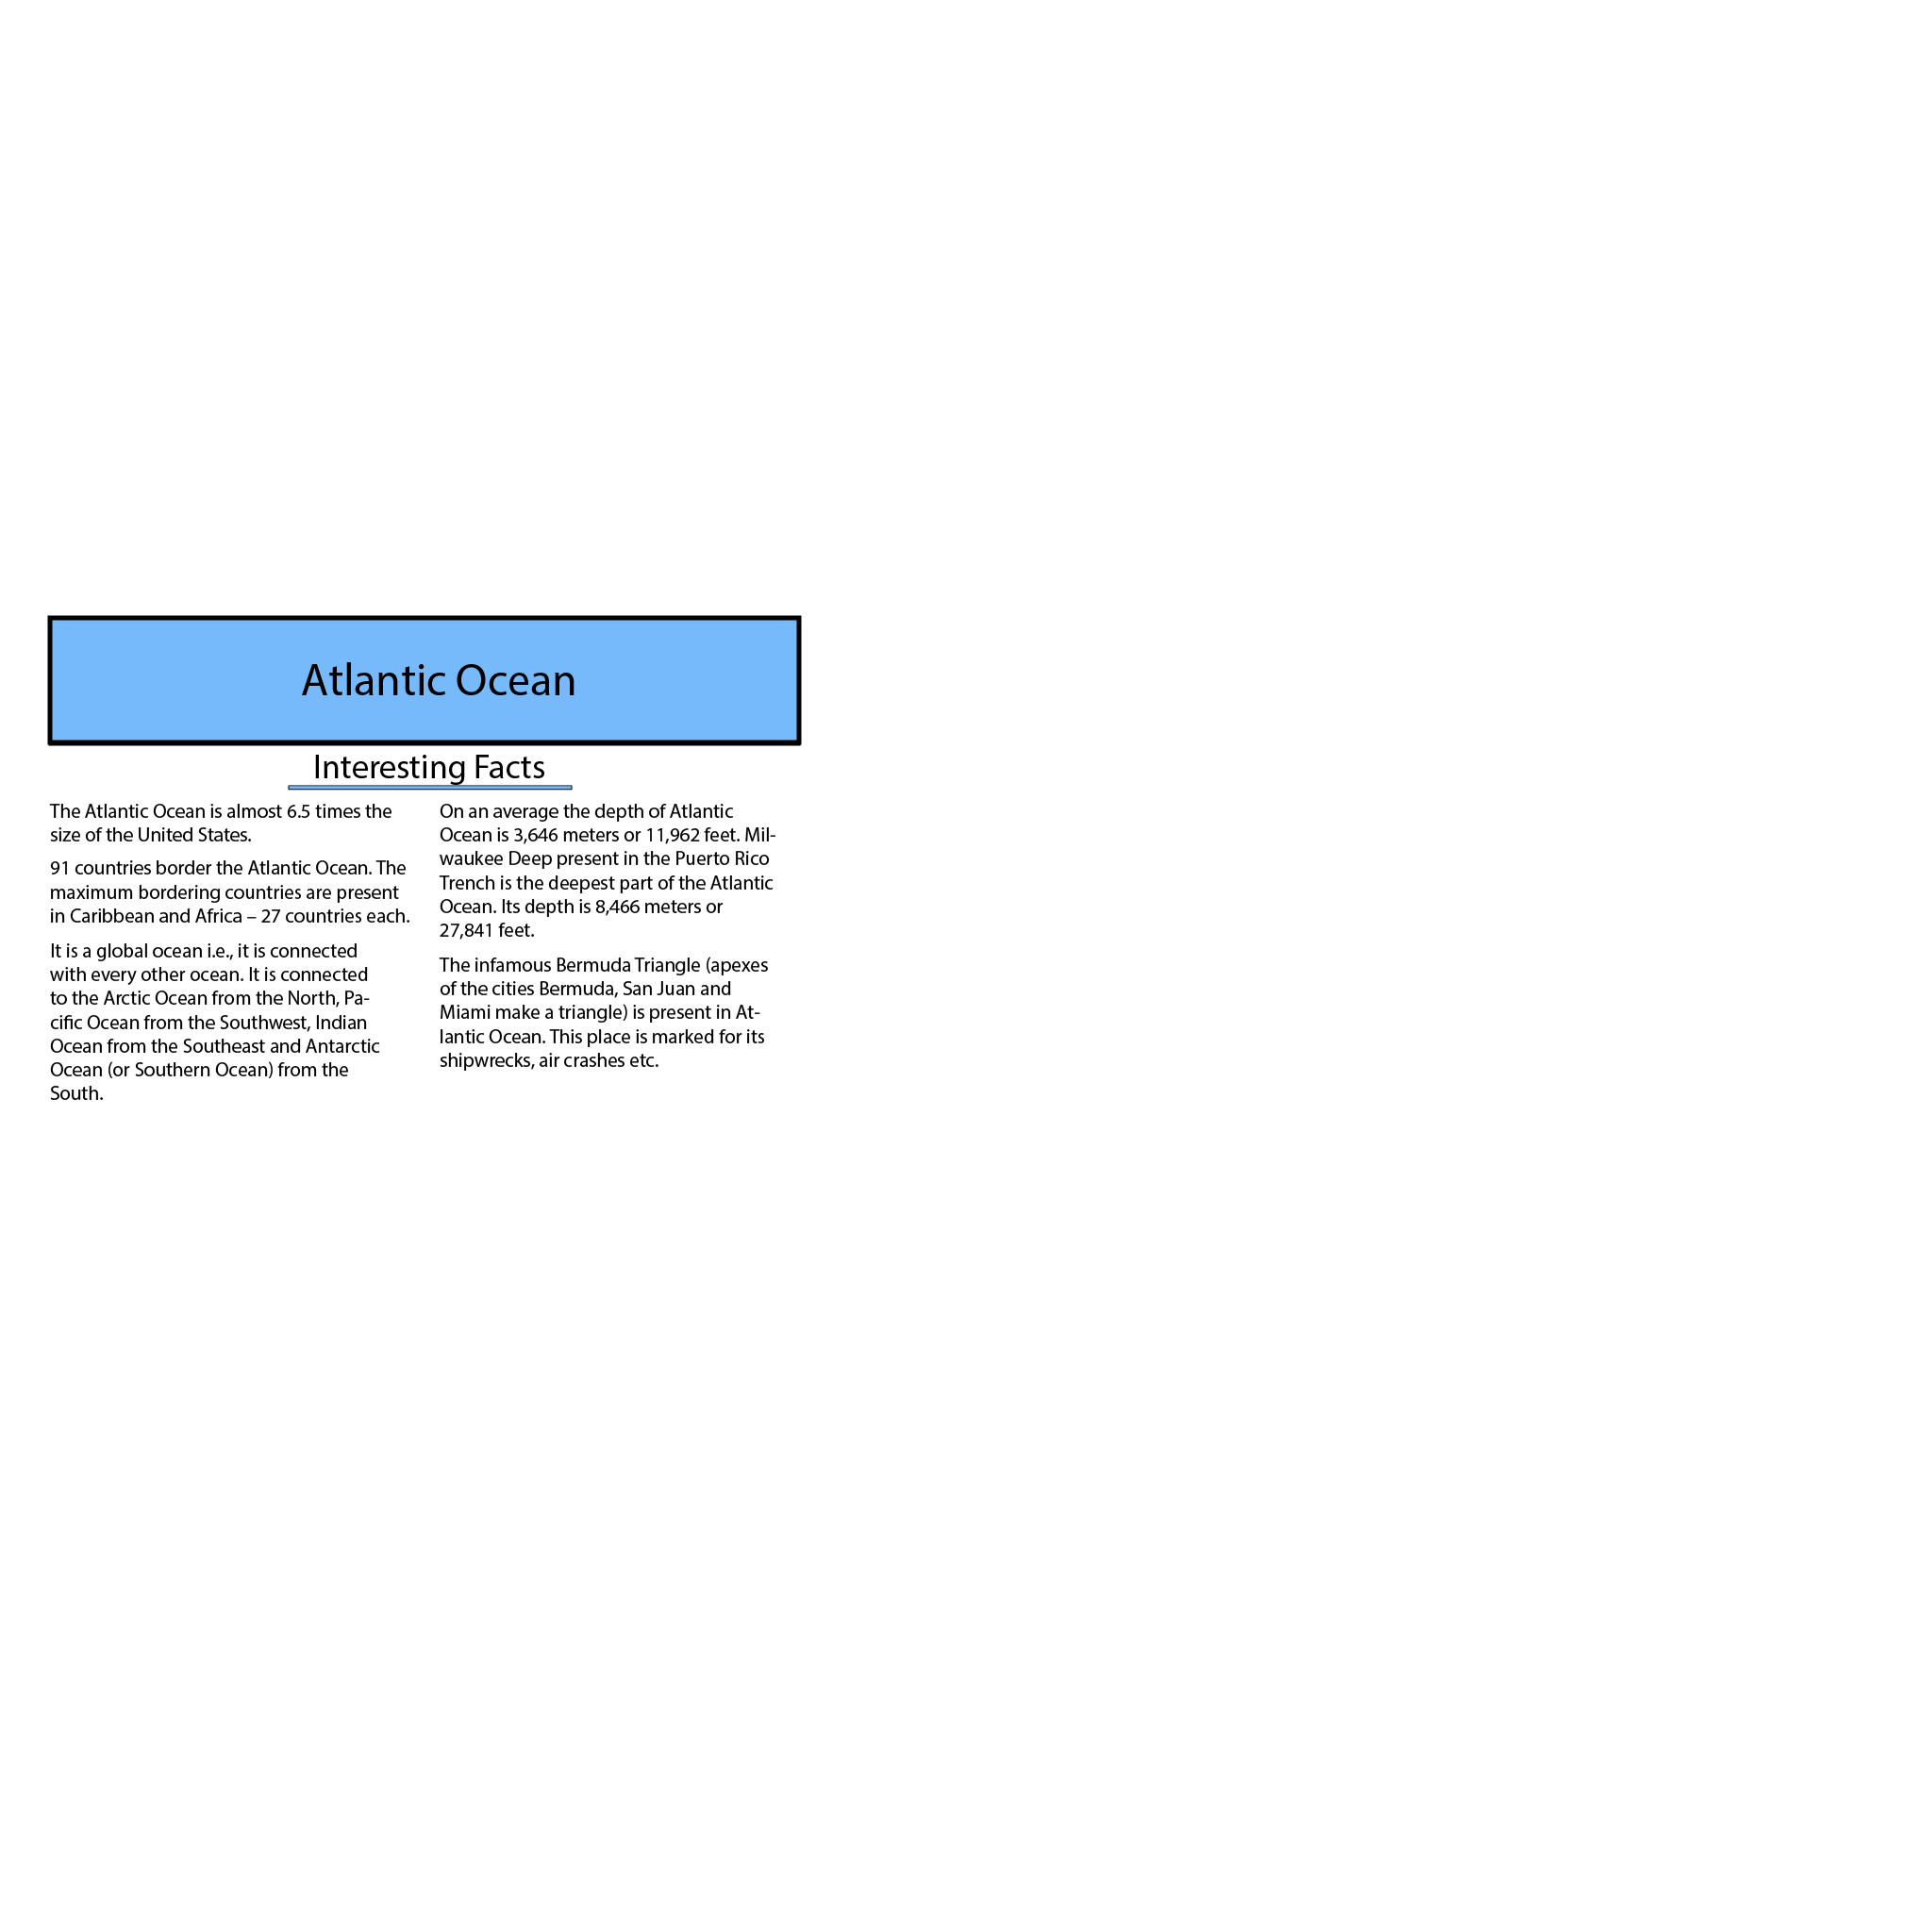 Atlantic Ocean
Interesting Facts
The Atlantic Ocean is almost 6.5 times the
size of the United States.
91 countries border the Atlantic Ocean. The
maximum bordering countries are present
in Caribbean and Africa – 27 countries each.
It is a global ocean i.e., it is connected
with every other ocean. It is connected
to the Arctic Ocean from the North, Pa-
cific Ocean from the Southwest, Indian
Ocean from the Southeast and Antarctic
Ocean (or Southern Ocean) from the
South.
On an average the depth of Atlantic
Ocean is 3,646 meters or 11,962 feet. Mil-
waukee Deep present in the Puerto Rico
Trench is the deepest part of the Atlantic
Ocean. Its depth is 8,466 meters or
27,841 feet.
The infamous Bermuda Triangle (apexes
of the cities Bermuda, San Juan and
Miami make a triangle) is present in At-
lantic Ocean. This place is marked for its
shipwrecks, air crashes etc.